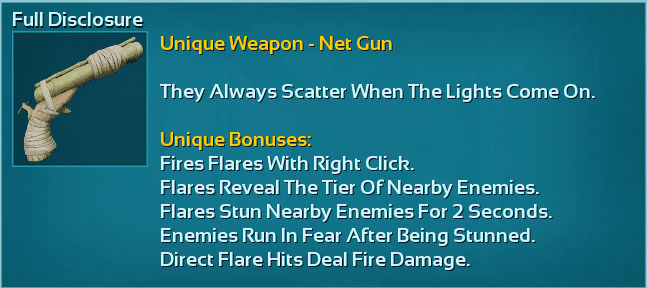 Full Disclosure
Unique Weapon - Net Gun
They Always Scatter When The Lights Come On.
Unique Bonuses:
Fires Flares With Right Click.
Flares Reveal The Tier Of Nearby Enemies.
Flares Stun Nearby Enemies For 2 Seconds.
Enemies Run In Fear After Being Stunned.
Direct Flare Hits Deal Fire Damage.